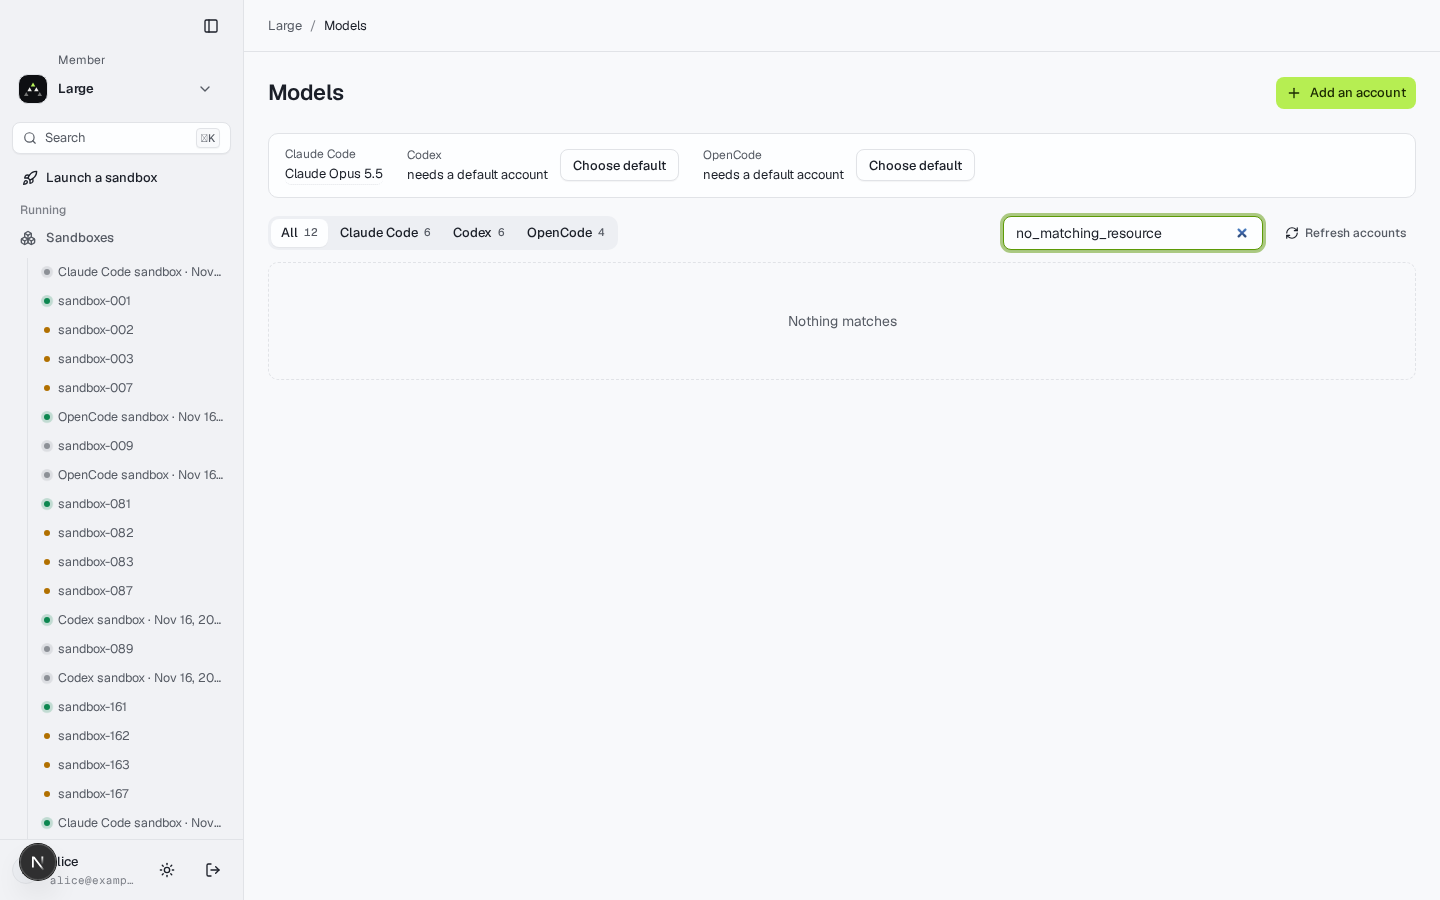 Member
Large
Search
K
Launch a sandbox
Running
Sandboxes
Claude Code sandbox · Nov...
sandbox-001
sandbox-002
sandbox-003
sandbox-007
OpenCode sandbox · Nov 16...
sandbox-009
OpenCode sandbox · Nov 16...
sandbox-081
sandbox-082
sandbox-083
sandbox-087
Codex sandbox · Nov 16, 20...
sandbox-089
Codex sandbox · Nov 16, 20...
sandbox-161
sandbox-162
sandbox-163
sandbox-167
Claude Code sandbox · Nov...
N
lice
alice@examp...
Large / Models
Models
Add an account
Claude Code
Claude Opus 5.5
Codex
needs a default account
Choose default
OpenCode
needs a default account
Choose default
All 12 Claude Code 6 Codex 6 OpenCode 4
no_matching_resource
Refresh accounts
Nothing matches